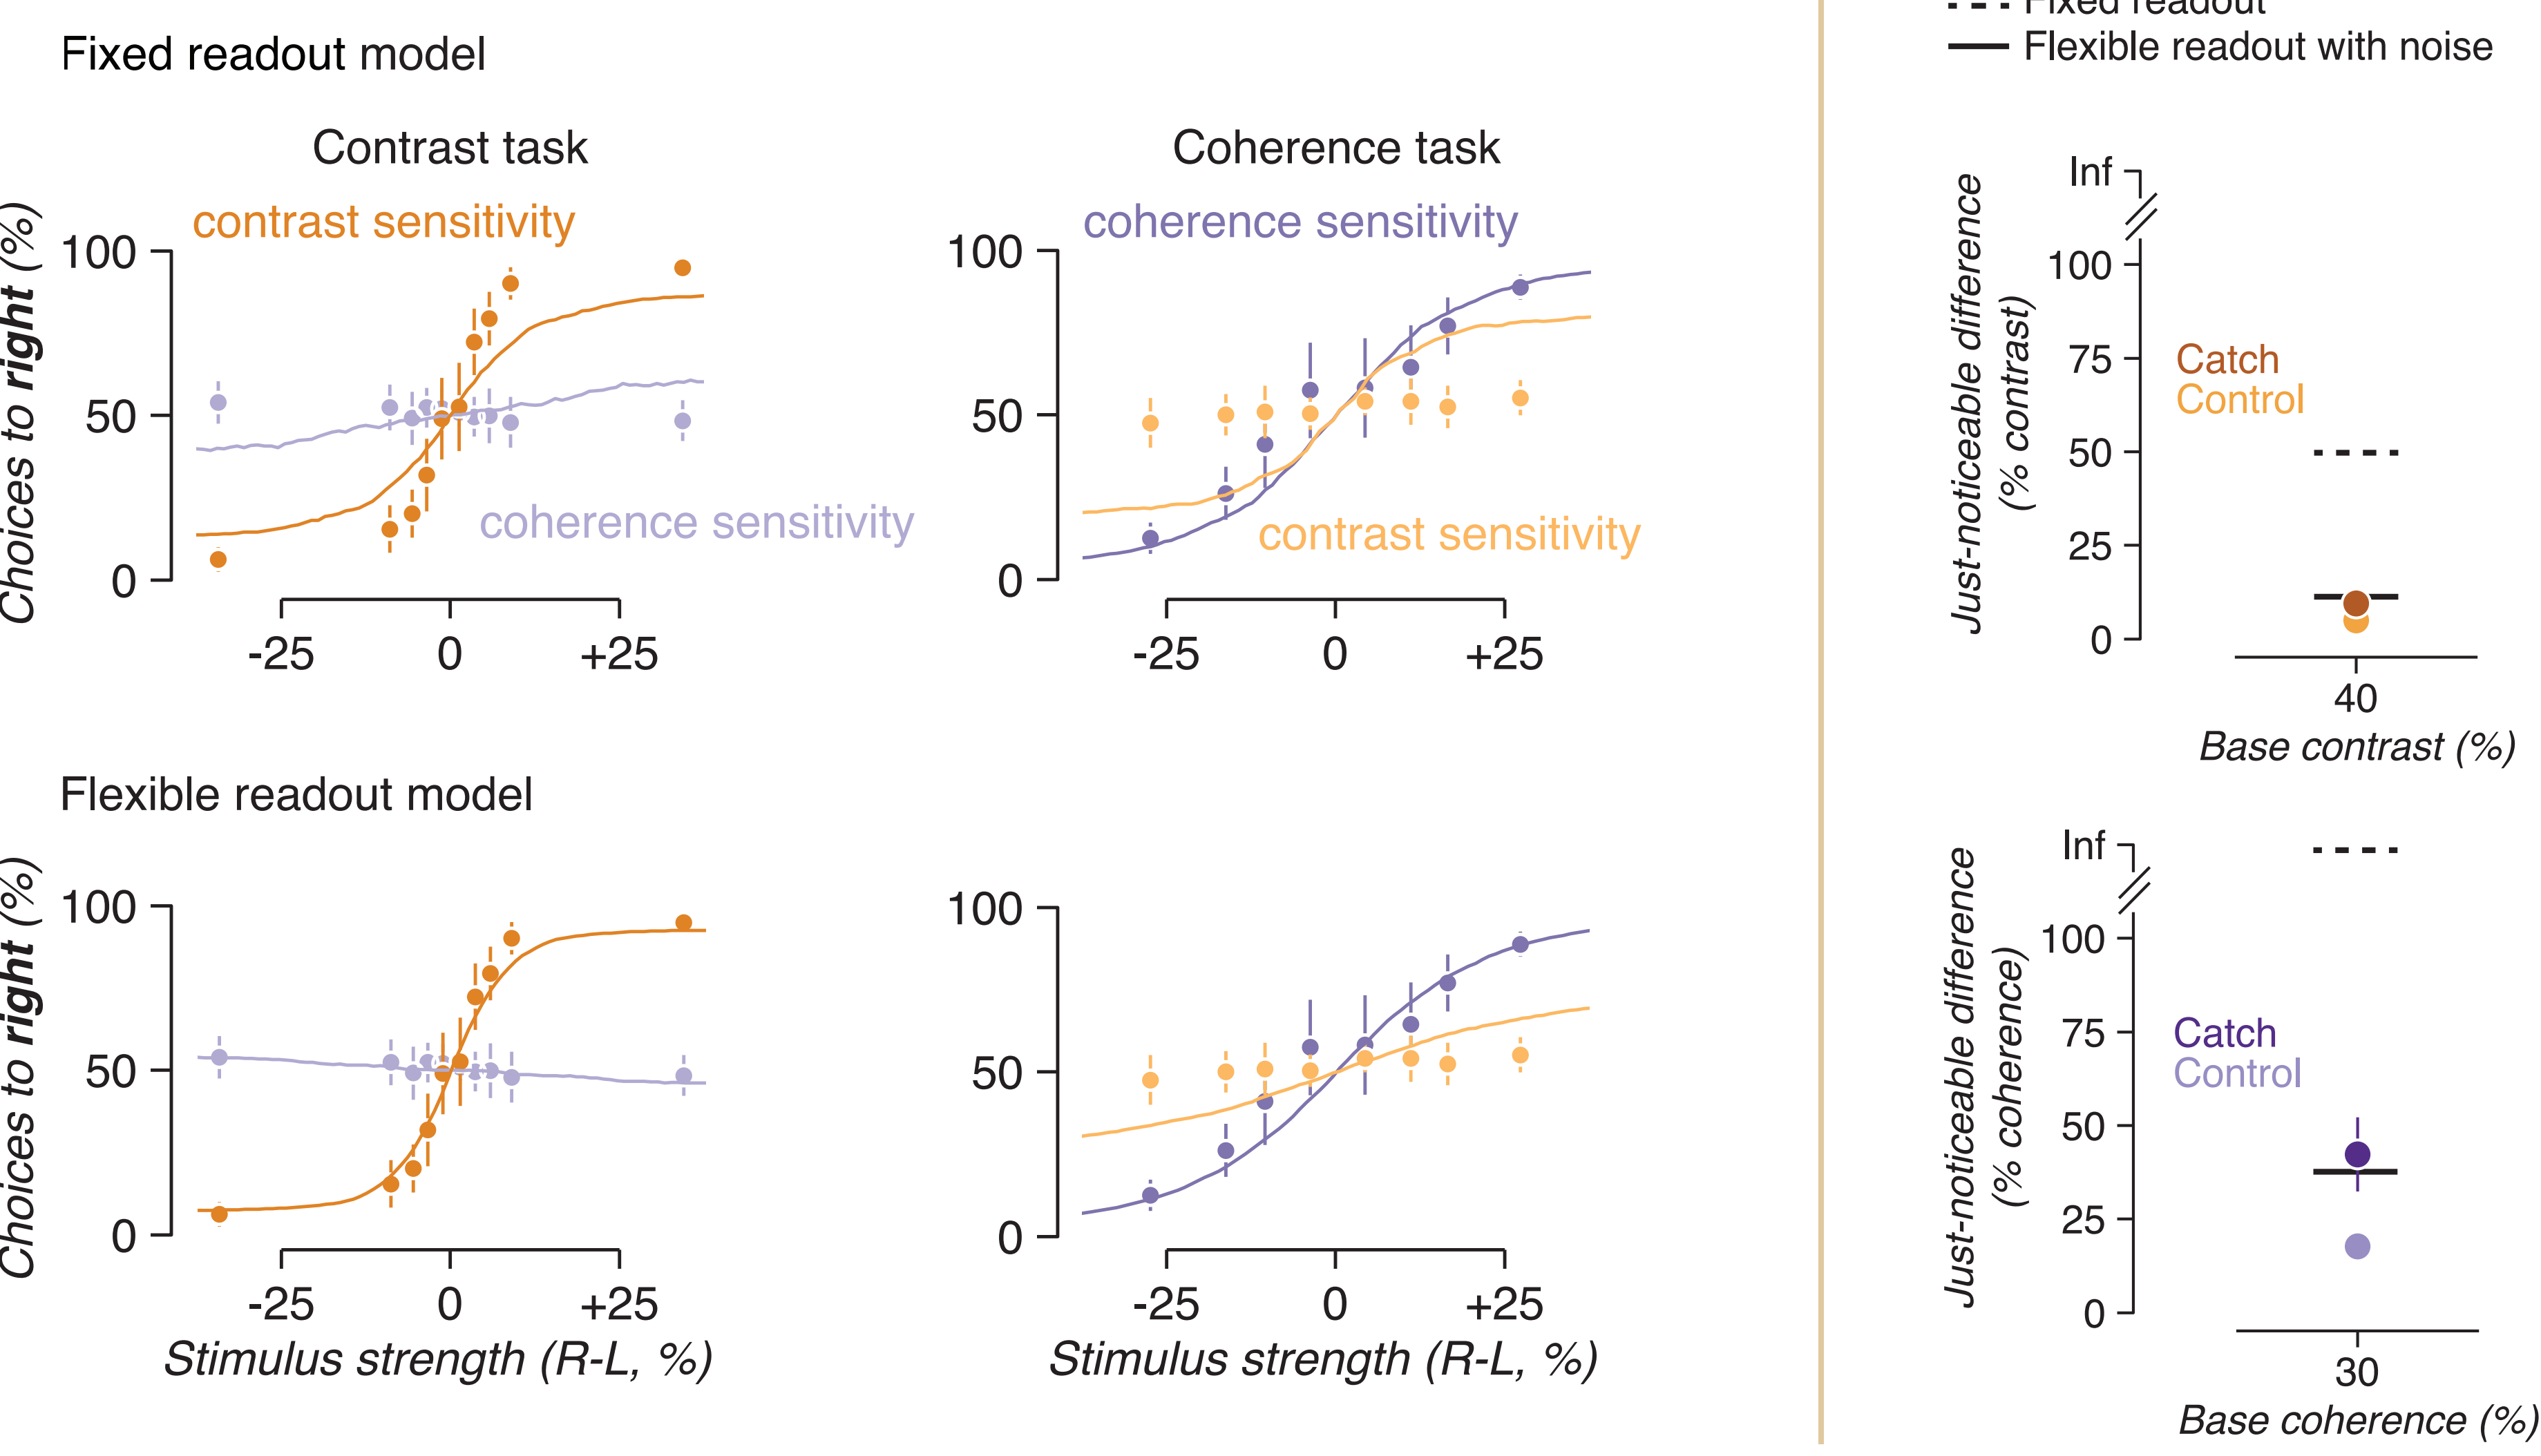 Fixed readout model
Contrast task
contrast sensitivity
coherence sensitivity
Choices to right (%)
100
50
0
-25
0
+25
Coherence task
coherence sensitivity
contrast sensitivity
100
50
0
-25
0
+25
Flexible readout model
Choices to right (%)
100
50
0
-25
0
+25
Stimulus strength (R-L, %)
100
50
0
-25
0
+25
Stimulus strength (R-L, %)
Fixed readout
Flexible readout with noise
Just-noticeable difference
(% contrast)
Inf
100
75
50
25
0
Catch
Control
40
Base contrast (%)
Just-noticeable difference
(% coherence)
Inf
100
75
50
25
0
Catch
Control
30
Base coherence (%)